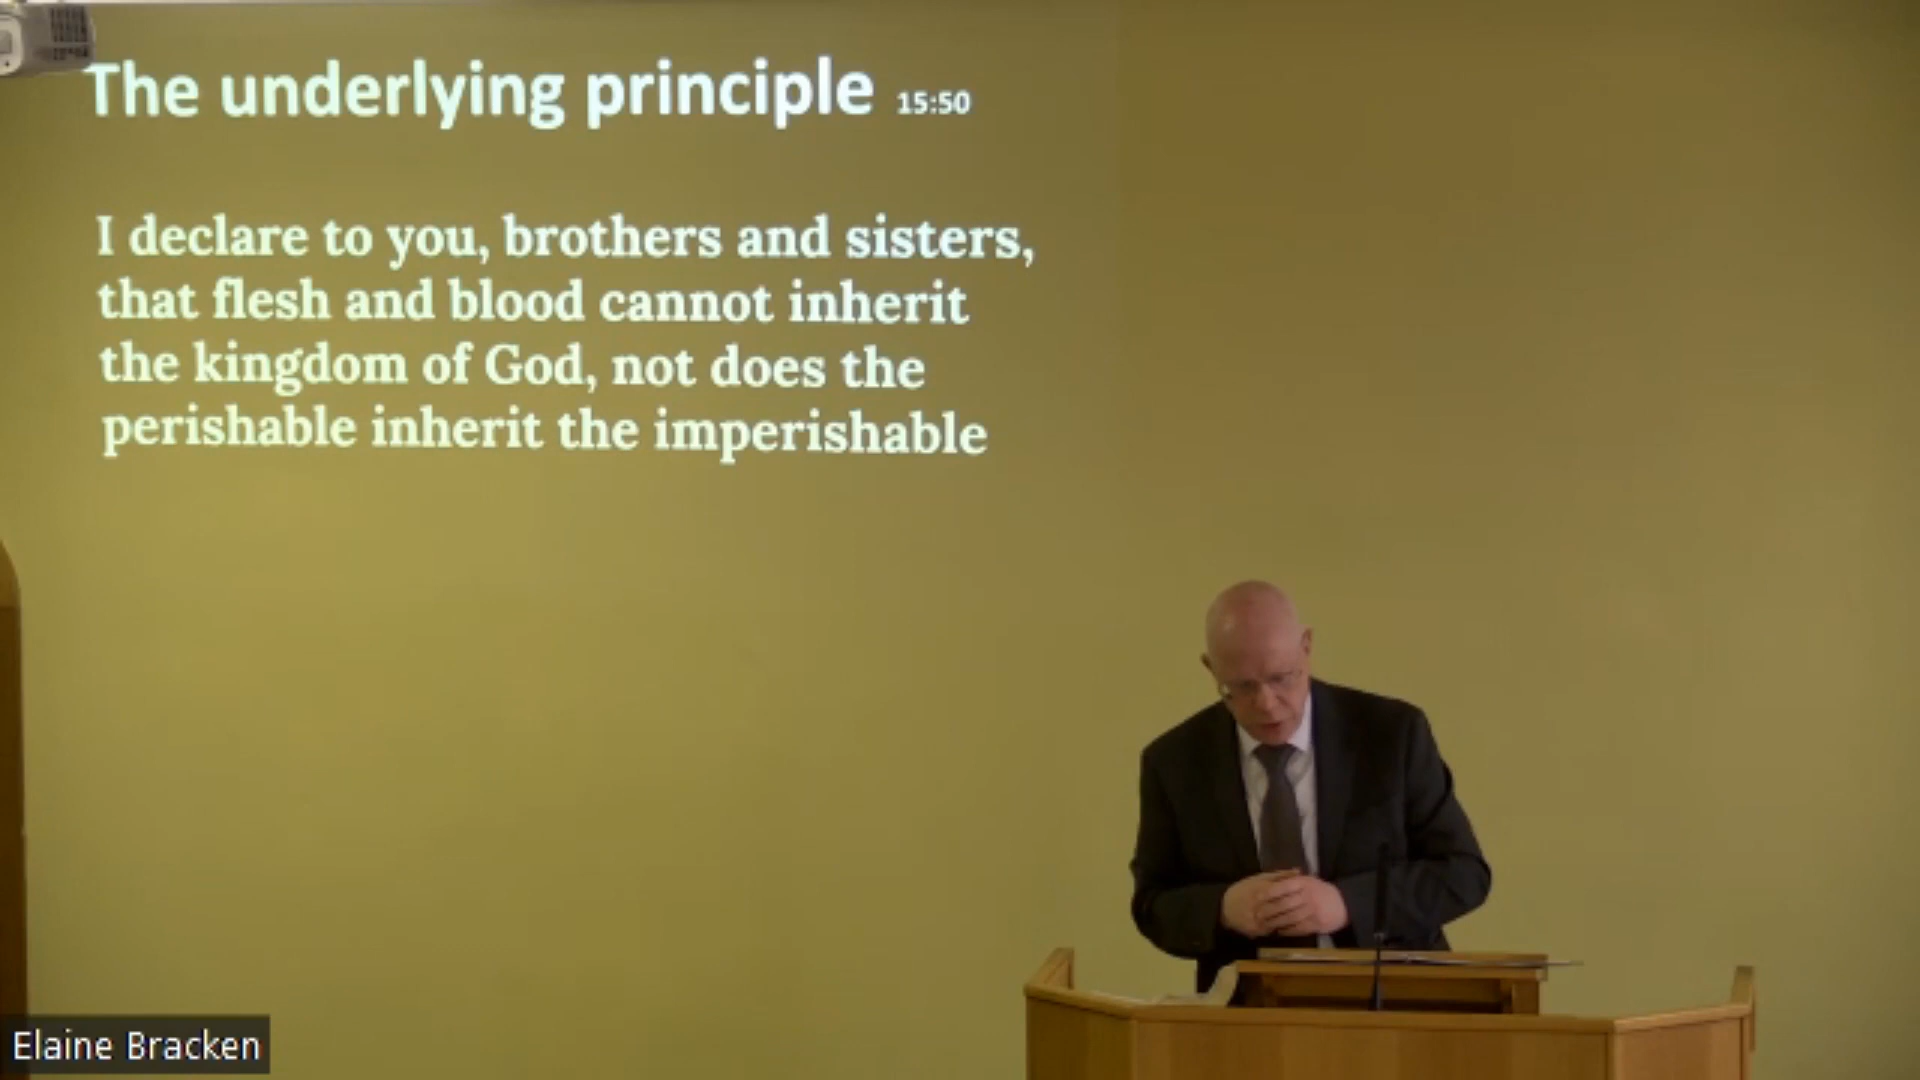 The underlying principle 15:50
I declare to you, brothers and sisters,
that flesh and blood cannot inherit
the kingdom of God, not does the
perishable inherit the imperishable
Elaine Bracken